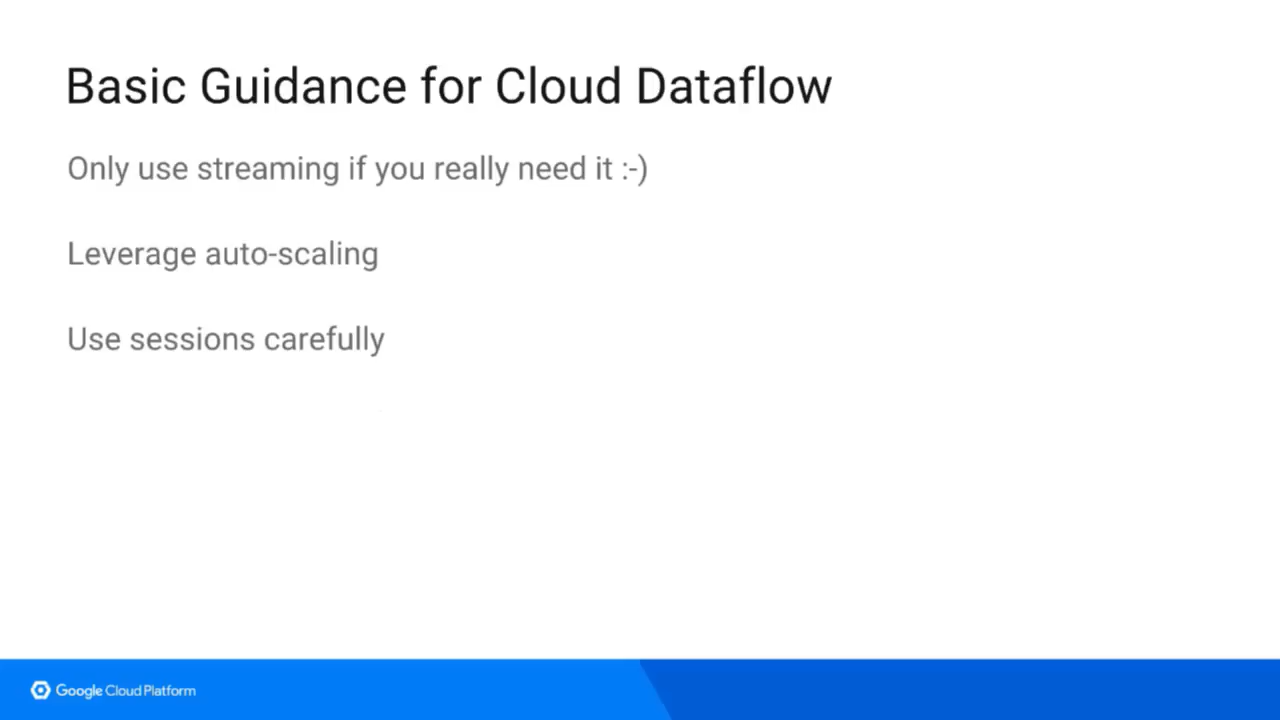 Basic Guidance for Cloud Dataflow
Only use streaming if you really need it :-)
Leverage auto-scaling
Use sessions carefully
Google Cloud Platform